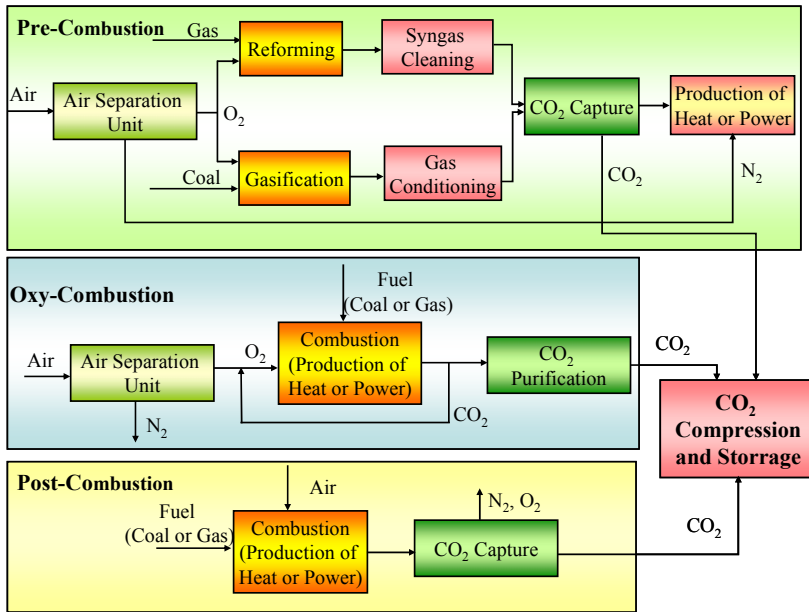 Pre-Combustion
Gas
Reforming
Syngas
Cleaning
Air
Air Separation
Unit
O₂
CO₂ Capture
Production of
Heat or Power
Coal
Gasification
Gas
Conditioning
CO₂
N₂
Oxy-Combustion
Fuel
(Coal or Gas)
Air
Air Separation
Unit
O₂
Combustion
(Production of
Heat or Power)
CO₂
Purification
CO₂
CO₂
N₂
CO₂
Compression
and Storrage
Post-Combustion
Air
Fuel
(Coal or Gas)
Combustion
(Production of
Heat or Power)
N₂, O₂
CO₂ Capture
CO₂